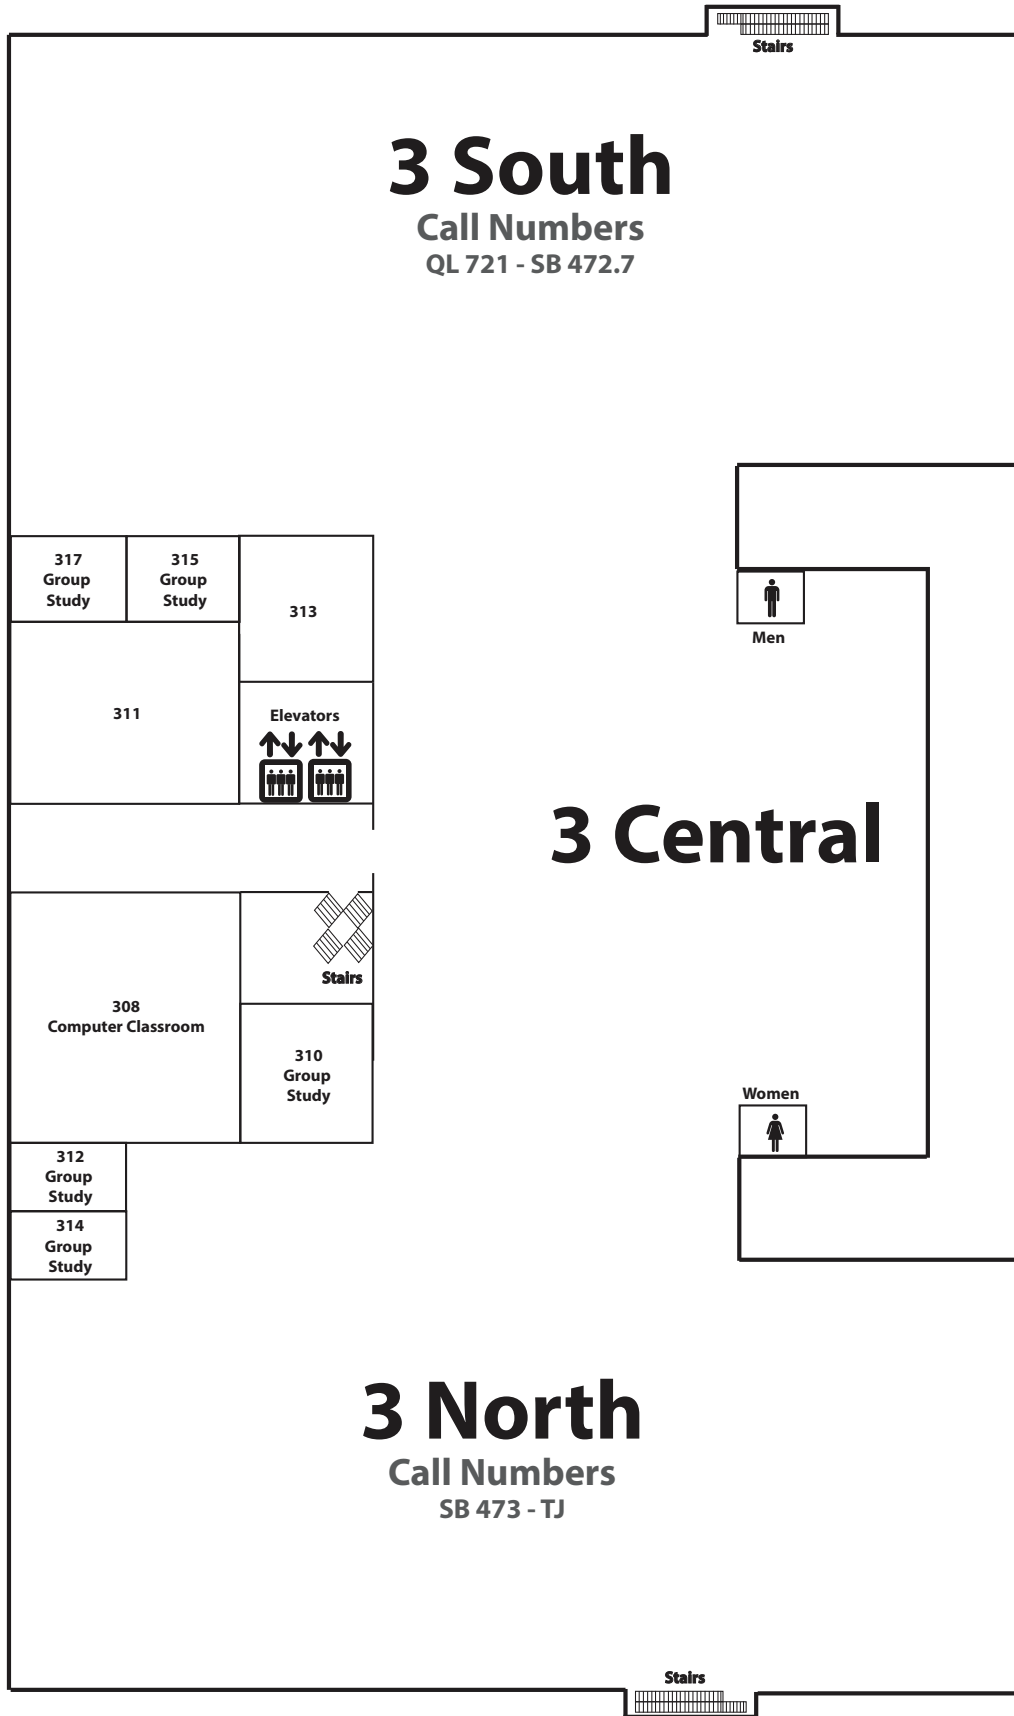 Stairs
3 South
Call Numbers
QL 721 - SB 472.7
317
Group
Study
315
Group
Study
313
Men
311
Elevators
3 Central
Stairs
308
Computer Classroom
310
Group
Study
Women
312
Group
Study
314
Group
Study
3 North
Call Numbers
SB 473 - TJ
Stairs